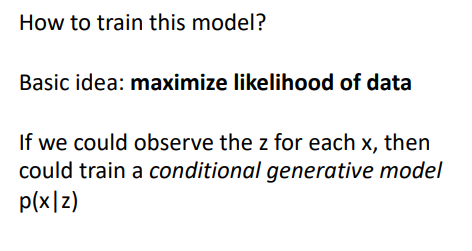 How to train this model?
Basic idea: maximize likelihood of data
If we could observe the z for each x, then
could train a conditional generative model
p(x|z)